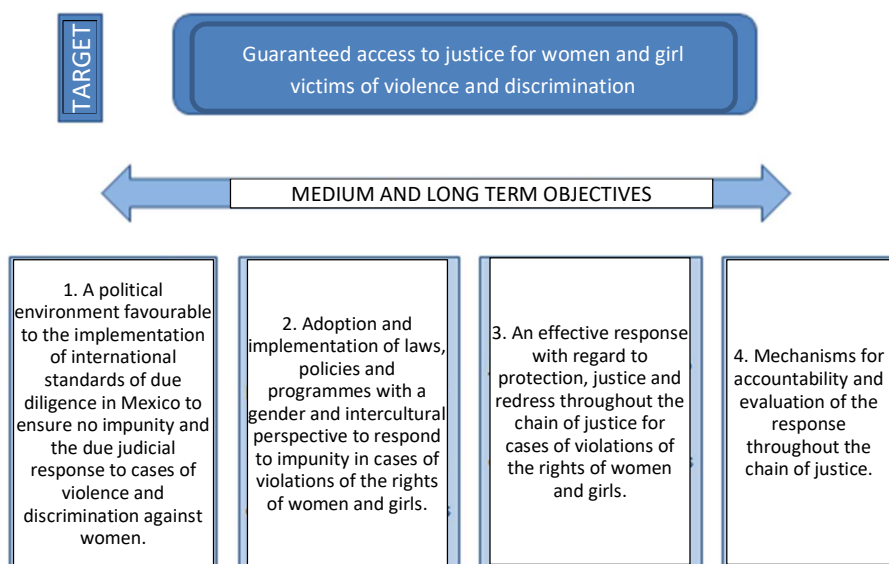 TARGET
Guaranteed access to justice for women and girl
victims of violence and discrimination
MEDIUM AND LONG TERM OBJECTIVES
1. A political
environment favourable
to the implementation
of international
standards of due
diligence in Mexico to
ensure no impunity and
the due judicial
response to cases of
violence and
discrimination against
women.
2. Adoption and
implementation of laws,
policies and
programmes with a
gender and intercultural
perspective to respond
to impunity in cases of
violations of the rights
of women and girls.
3. An effective response
with regard to
protection, justice and
redress throughout the
chain of justice for
cases of violations of
the rights of women
and girls.
4. Mechanisms for
accountability and
evaluation of the
response
throughout the
chain of justice.